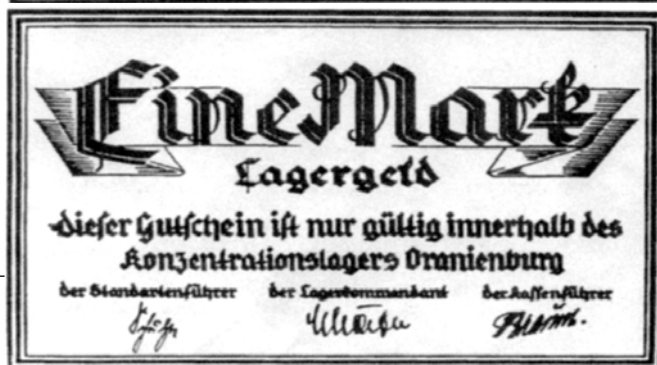 Eine Mark
Lagergeld
dieser Gutschein ist nur gültig innerhalb des
Konzentrationslagers Oranienburg
der Standartenführer der Lagerkommandant der Kassenführer